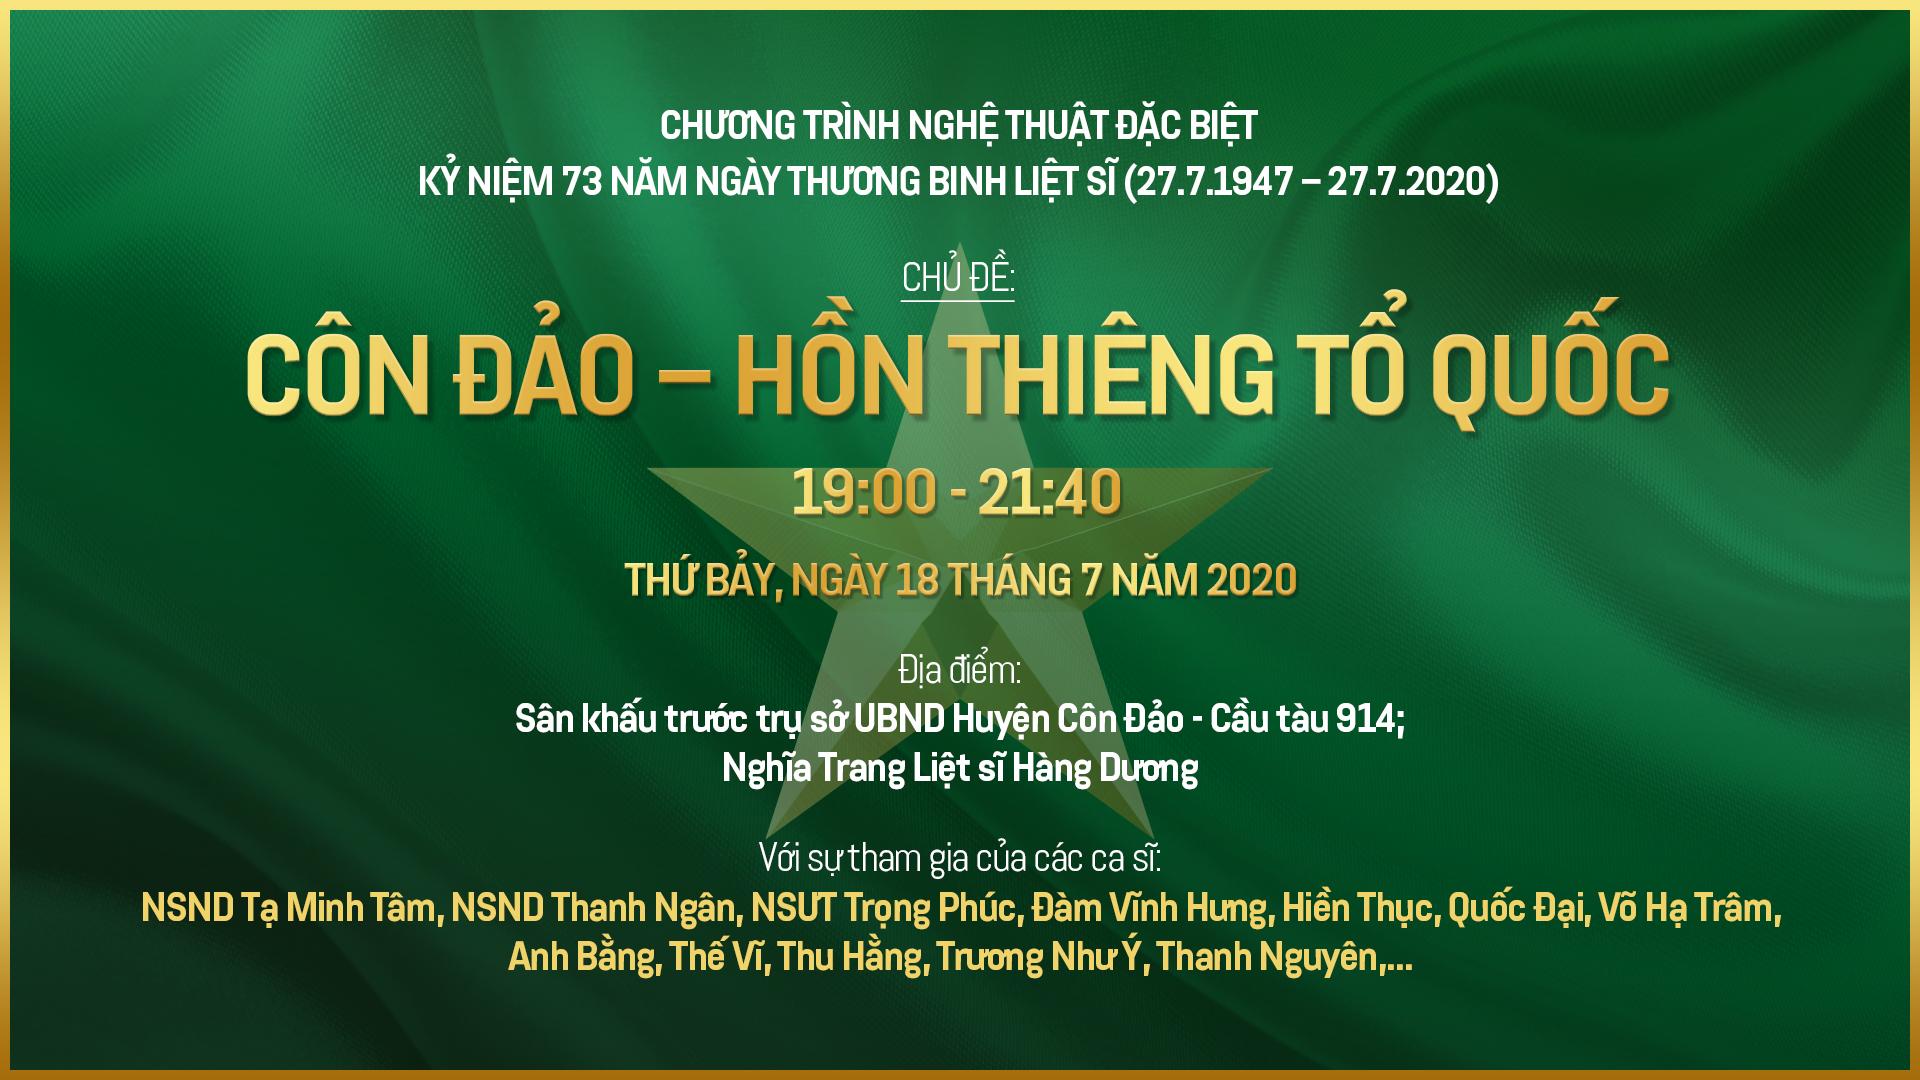 CHƯƠNG TRÌNH NGHỆ THUẬT ĐẶC BIỆT
KỶ NIỆM 73 NĂM NGÀY THƯƠNG BINH LIỆT SĨ (27.7.1947 – 27.7.2020)
CHỦ ĐỀ:
CÔN ĐẢO – HỒN THIÊNG TỔ QUỐC
19:00 - 21:40
THỨ BẢY, NGÀY 18 THÁNG 7 NĂM 2020
Địa điểm:
Sân khấu trước trụ sở UBND Huyện Côn Đảo - Cầu tàu 914;
Nghĩa Trang Liệt sĩ Hàng Dương
Với sự tham gia của các ca sĩ:
NSND Tạ Minh Tâm, NSND Thanh Ngân, NSƯT Trọng Phúc, Đàm Vĩnh Hưng, Hiền Thục, Quốc Đại, Võ Hạ Trâm,
Anh Bằng, Thế Vĩ, Thu Hằng, Trương Như Ý, Thanh Nguyên,...